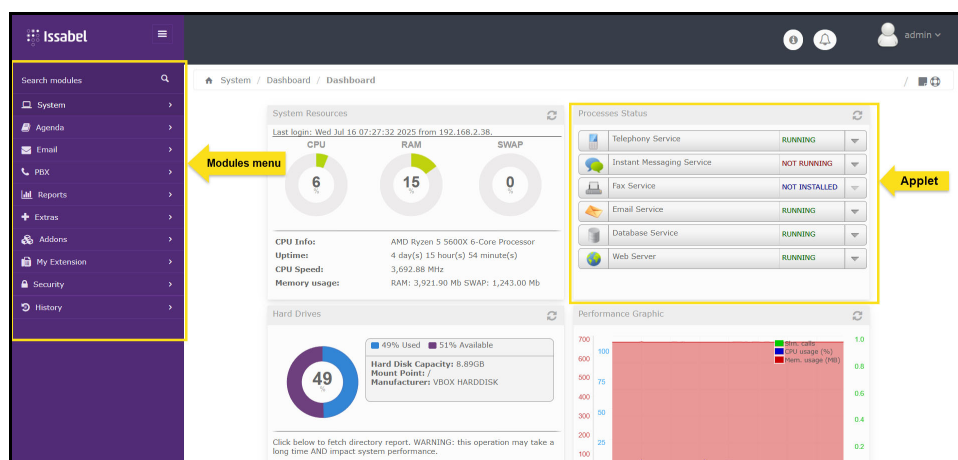 Issabel
admin
Search modules
System / Dashboard / Dashboard
/
System
Agenda
Email
PBX
Reports
Extras
Addons
My Extension
Security
History
Modules menu
System Resources
Last login: Wed Jul 16 07:27:32 2025 from 192.168.2.38.
CPU RAM SWAP
6 15 0
% % %
CPU Info: AMD Ryzen 5 5600X 6-Core Processor
Uptime: 4 day(s) 15 hour(s) 54 minute(s)
CPU Speed: 3,692.88 MHz
Memory usage: RAM: 3,921.90 Mb SWAP: 1,243.00 Mb
Processes Status
Telephony Service RUNNING
Instant Messaging Service NOT RUNNING
Fax Service NOT INSTALLED
Email Service RUNNING
Database Service RUNNING
Web Server RUNNING
Applet
Hard Drives
49% Used 51% Available
49
%
Hard Disk Capacity: 8.89GB
Mount Point: /
Manufacturer: VBOX HARDDISK
Click below to fetch directory report. WARNING: this operation may take a
long time AND impact system performance.
Performance Graphic
700
600
500
400
300
200
100
100
75
50
25
Sim. calls
CPU usage (%)
Mem. usage (MB)
1.0
0.8
0.6
0.4
0.2